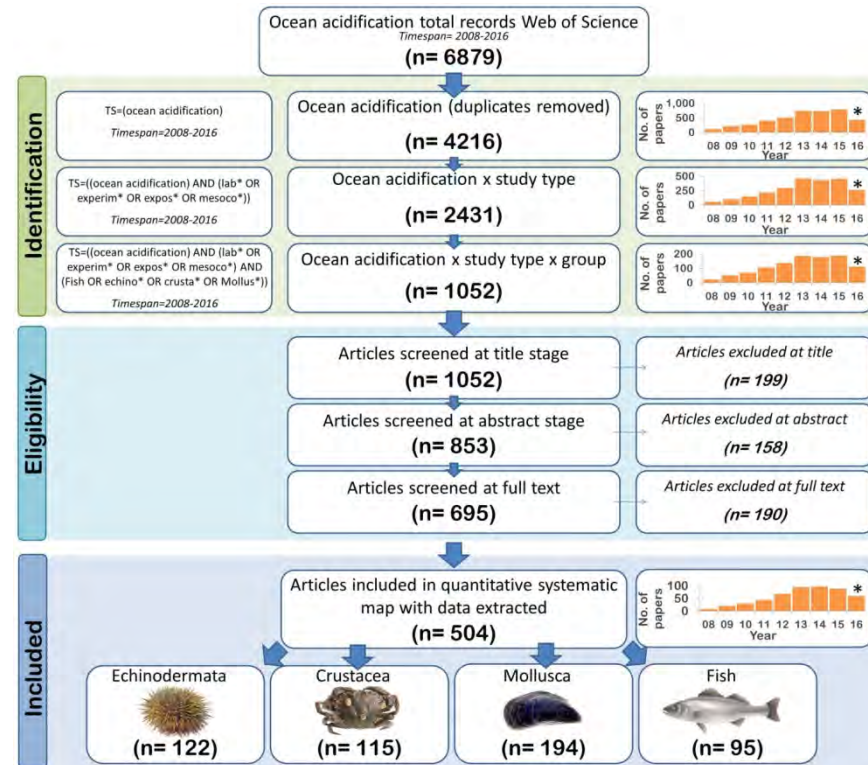 Ocean acidification total records Web of Science
Timespan= 2008-2016
(n= 6879)
Identification
TS=(ocean acidification)
Timespan=2008-2016
Ocean acidification (duplicates removed)
(n= 4216)
No. of
papers
1,000
500
0
*
08 09 10 11 12 13 14 15 16
Year
TS=((ocean acidification) AND (lab* OR
experim* OR expos* OR mesoco*))
Timespan=2008-2016
Ocean acidification x study type
(n= 2431)
No. of
papers
500
250
0
*
08 09 10 11 12 13 14 15 16
Year
TS=((ocean acidification) AND (lab* OR
experim* OR expos* OR mesoco*) AND
(Fish OR echino* OR crusta* OR Mollus*))
Timespan=2008-2016
Ocean acidification x study type x group
(n= 1052)
No. of
papers
200
100
0
*
08 09 10 11 12 13 14 15 16
Year
Eligibility
Articles screened at title stage
(n= 1052)
Articles excluded at title
(n= 199)
Articles screened at abstract stage
(n= 853)
Articles excluded at abstract
(n= 158)
Articles screened at full text
(n= 695)
Articles excluded at full text
(n= 190)
Included
Articles included in quantitative systematic
map with data extracted
(n= 504)
No. of
papers
100
50
0
*
08 09 10 11 12 13 14 15 16
Year
Echinodermata
(n= 122)
Crustacea
(n= 115)
Mollusca
(n= 194)
Fish
(n= 95)